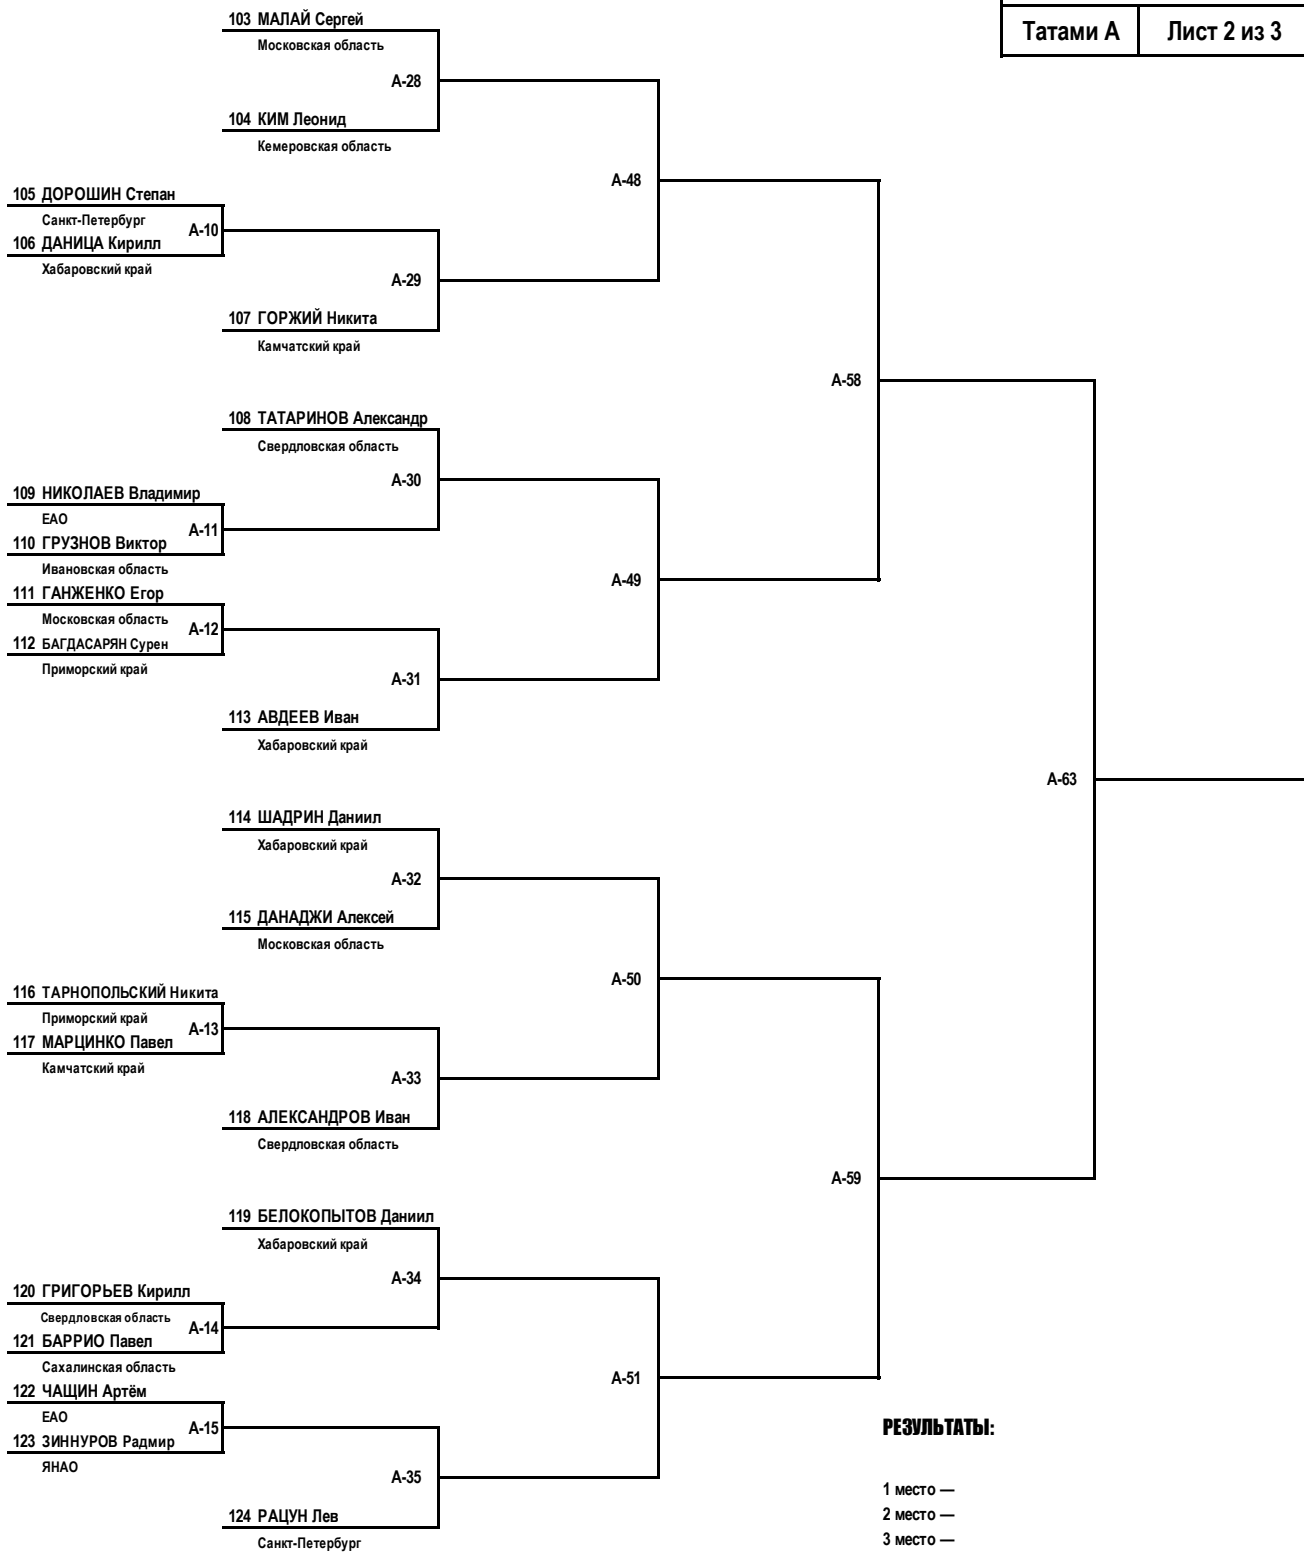 Татами А Лист 2 из 3
103 МАЛАЙ Сергей
Московская область
А-28
104 КИМ Леонид
Кемеровская область
А-48
105 ДОРОШИН Степан
Санкт-Петербург
А-10
106 ДАНИЦА Кирилл
Хабаровский край
А-29
107 ГОРЖИЙ Никита
Камчатский край
А-58
108 ТАТАРИНОВ Александр
Свердловская область
А-30
109 НИКОЛАЕВ Владимир
ЕАО
А-11
110 ГРУЗНОВ Виктор
Ивановская область
А-49
111 ГАНЖЕНКО Егор
Московская область
А-12
112 БАГДАСАРЯН Сурен
Приморский край
А-31
113 АВДЕЕВ Иван
Хабаровский край
А-63
114 ШАДРИН Даниил
Хабаровский край
А-32
115 ДАНАДЖИ Алексей
Московская область
А-50
116 ТАРНОПОЛЬСКИЙ Никита
Приморский край
А-13
117 МАРЦИНКО Павел
Камчатский край
А-33
118 АЛЕКСАНДРОВ Иван
Свердловская область
А-59
119 БЕЛОКОПЫТОВ Даниил
Хабаровский край
А-34
120 ГРИГОРЬЕВ Кирилл
Свердловская область
А-14
121 БАРРИО Павел
Сахалинская область
А-51
122 ЧАЩИН Артём
ЕАО
А-15
123 ЗИННУРОВ Радмир
ЯНАО
А-35
124 РАЦУН Лев
Санкт-Петербург
РЕЗУЛЬТАТЫ:
1 место —
2 место —
3 место —